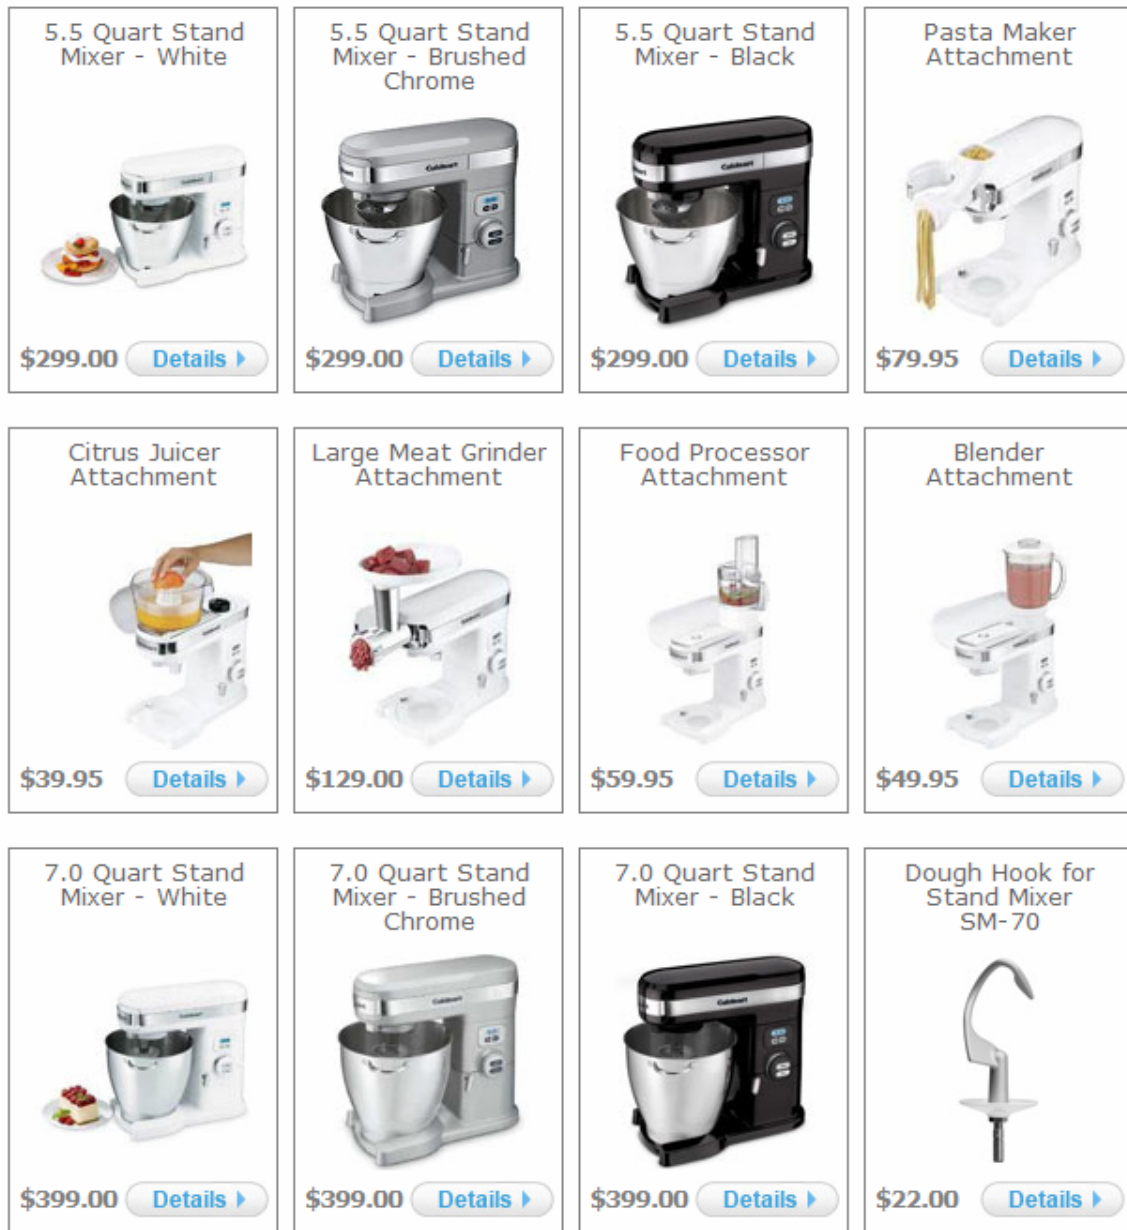 5.5 Quart Stand
Mixer - White
$299.00 Details
5.5 Quart Stand
Mixer - Brushed
Chrome
Cuisinart
$299.00 Details
5.5 Quart Stand
Mixer - Black
Cuisinart
$299.00 Details
Pasta Maker
Attachment
$79.95 Details
Citrus Juicer
Attachment
$39.95 Details
Large Meat Grinder
Attachment
$129.00 Details
Food Processor
Attachment
$59.95 Details
Blender
Attachment
$49.95 Details
7.0 Quart Stand
Mixer - White
$399.00 Details
7.0 Quart Stand
Mixer - Brushed
Chrome
Cuisinart
$399.00 Details
7.0 Quart Stand
Mixer - Black
Cuisinart
$399.00 Details
Dough Hook for
Stand Mixer
SM-70
$22.00 Details